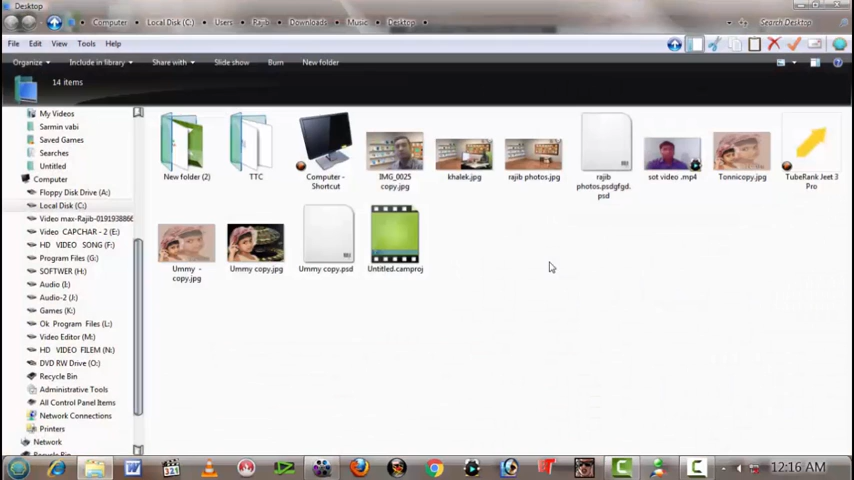 Desktop
Computer Local Disk (C:) Users Rajib Downloads Music Desktop
Search Desktop
File Edit View Tools Help
Organize Include in library Share with Slide show Burn New folder
14 items
My Videos
Sarmin vabi
Saved Games
Searches
Untitled
Computer
Floppy Disk Drive (A:)
Local Disk (C:)
Video max-Rajib-0191938866
Video CAPCHAR - 2 (E:)
HD VIDEO SONG (F:)
Program Files (G:)
SOFTWER (H:)
Audio (I:)
Audio-2 (J:)
Games (K:)
Ok Program Files (L:)
Video Editor (M:)
HD VIDEO FILEM (N:)
DVD RW Drive (O:)
Recycle Bin
Administrative Tools
All Control Panel Items
Network Connections
Printers
Network
New folder (2)
TTC
Computer - Shortcut
IMG_0025 copy.jpg
khalek.jpg
rajib photos.jpg
rajib photos.psdgfgd.psd
sot video .mp4
Tonnicopy.jpg
TubeRank Jeet 3 Pro
Ummy - copy.jpg
Ummy copy.jpg
Ummy copy.psd
Untitled.camproj
12:16 AM